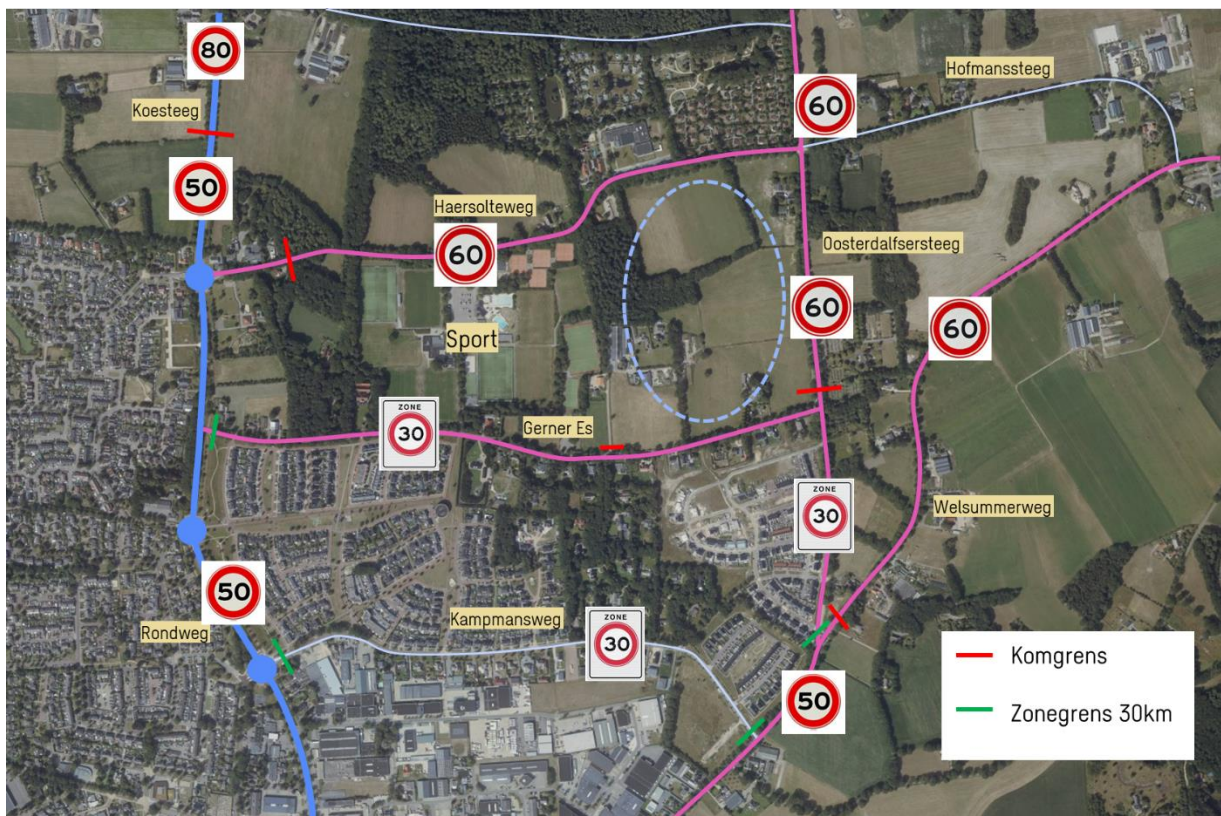 80
Koesteeg
50
60
Hofmanssteeg
Haersolteweg
60
Oosterdalfsersteeg
60
60
Sport
ZONE
30
Gerner Es
ZONE
30
Welsummerweg
50
Rondweg
Kampmansweg
ZONE
30
50
Komgrens
Zonegrens 30km